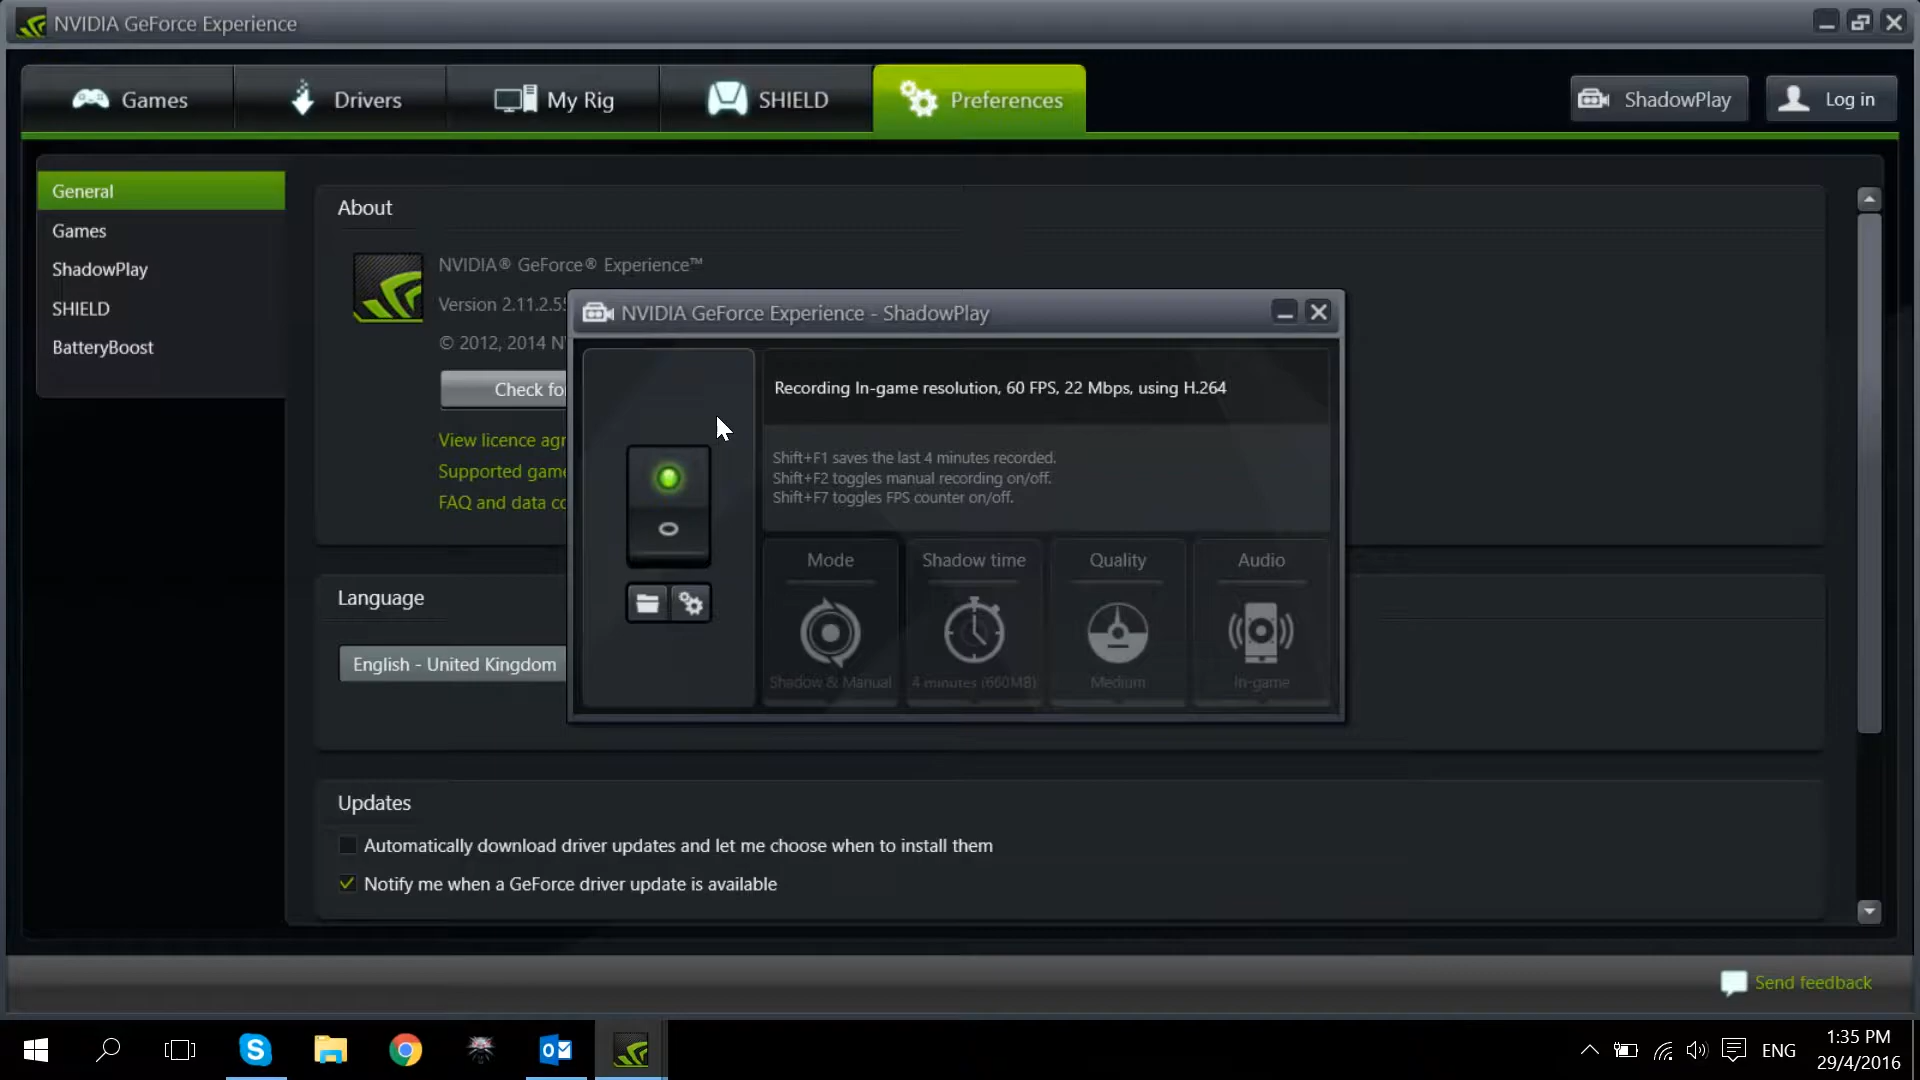 NVIDIA GeForce Experience
Games
Drivers
My Rig
SHIELD
Preferences
ShadowPlay
Log in
General
Games
ShadowPlay
SHIELD
BatteryBoost
About
NVIDIA® GeForce® Experience™
Version 2.11.2.5
© 2012, 2014 N
Check fo
View licence agr
Supported game
FAQ and data co
NVIDIA GeForce Experience - ShadowPlay
Recording In-game resolution, 60 FPS, 22 Mbps, using H.264
Shift+F1 saves the last 4 minutes recorded.
Shift+F2 toggles manual recording on/off.
Shift+F7 toggles FPS counter on/off.
Mode
Shadow time
Quality
Audio
Shadow & Manual
4 minutes (660MB)
Medium
In-game
Language
English - United Kingdom
Updates
Automatically download driver updates and let me choose when to install them
Notify me when a GeForce driver update is available
Send feedback
ENG
1:35 PM
29/4/2016